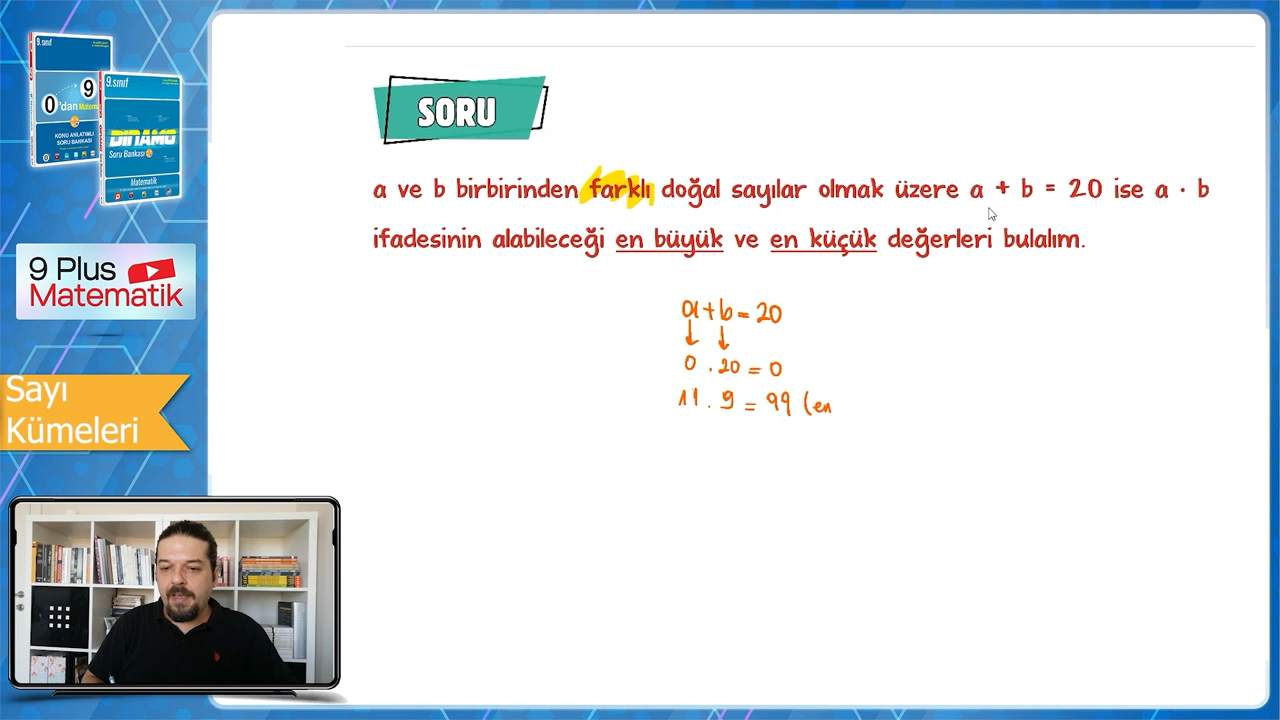 9.sınıf
0'dan 9
Matem
KONU ANLATIMLI
SORU BANKASI
9.SINIF
DİNAMO
Soru Bankası
Matematik
9 Plus
Matematik
Sayı
Kümeleri
SORU
a ve b birbirinden farklı doğal sayılar olmak üzere a + b = 20 ise a · b
ifadesinin alabileceği en büyük ve en küçük değerleri bulalım.
a+b=20
0 . 20 = 0
11 . 9 = 99 (en